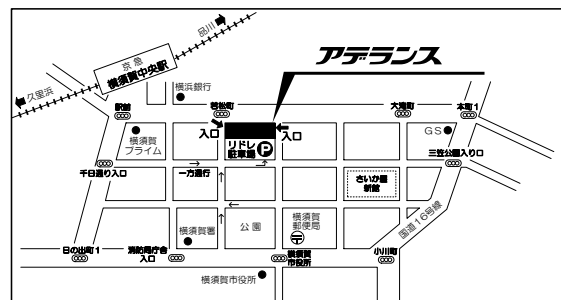 品川
京急
横須賀中央駅
久里浜
アデランス
横浜銀行
駅前
若松町
大滝町
本町1
入口
入口
GS
横須賀
プライム
リドレ
駐車場
P
三笠公園入り口
千日通り入口
一方通行
さいか屋
新館
国道16号線
横須賀署
公園
横須賀
郵便局
日の出町1
消防局庁舎
入口
横須賀
市役所
小川町
横須賀市役所